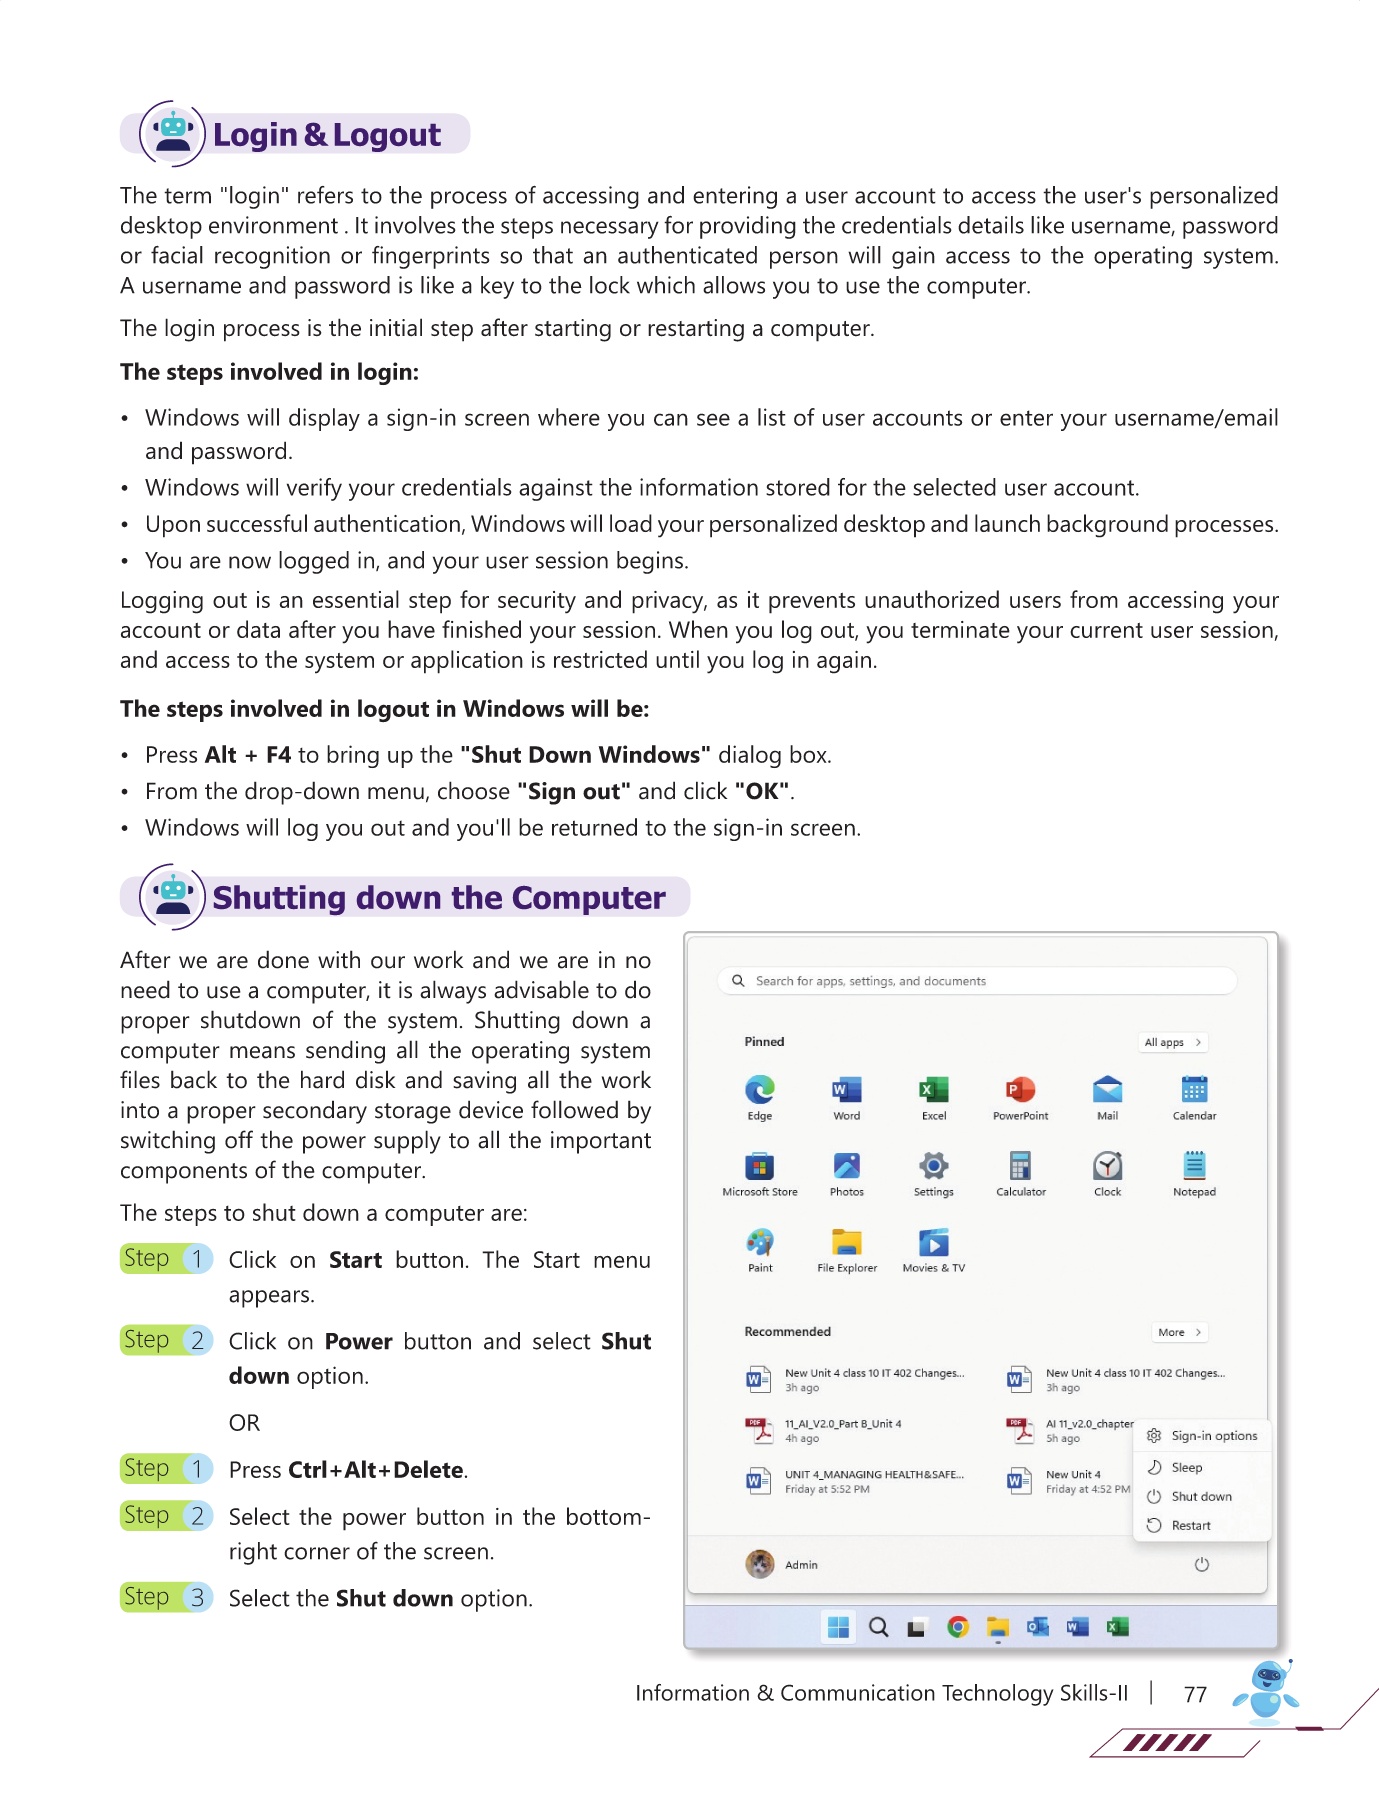 Login & Logout
The term "login" refers to the process of accessing and entering a user account to access the user's personalized
desktop environment . It involves the steps necessary for providing the credentials details like username, password
or facial recognition or fingerprints so that an authenticated person will gain access to the operating system.
A username and password is like a key to the lock which allows you to use the computer.
The login process is the initial step after starting or restarting a computer.
The steps involved in login:
• Windows will display a sign-in screen where you can see a list of user accounts or enter your username/email
and password.
• Windows will verify your credentials against the information stored for the selected user account.
• Upon successful authentication, Windows will load your personalized desktop and launch background processes.
• You are now logged in, and your user session begins.
Logging out is an essential step for security and privacy, as it prevents unauthorized users from accessing your
account or data after you have finished your session. When you log out, you terminate your current user session,
and access to the system or application is restricted until you log in again.
The steps involved in logout in Windows will be:
• Press Alt + F4 to bring up the "Shut Down Windows" dialog box.
• From the drop-down menu, choose "Sign out" and click "OK".
• Windows will log you out and you'll be returned to the sign-in screen.
Shutting down the Computer
After we are done with our work and we are in no
need to use a computer, it is always advisable to do
proper shutdown of the system. Shutting down a
computer means sending all the operating system
files back to the hard disk and saving all the work
into a proper secondary storage device followed by
switching off the power supply to all the important
components of the computer.
The steps to shut down a computer are:
Step 1 Click on Start button. The Start menu
appears.
Step 2 Click on Power button and select Shut
down option.
OR
Step 1 Press Ctrl+Alt+Delete.
Step 2 Select the power button in the bottom-
right corner of the screen.
Step 3 Select the Shut down option.
Search for apps, settings, and documents
Pinned All apps >
Edge Word Excel PowerPoint Mail Calendar
Microsoft Store Photos Settings Calculator Clock Notepad
Paint File Explorer Movies & TV
Recommended More >
New Unit 4 class 10 IT 402 Changes... New Unit 4 class 10 IT 402 Changes...
3h ago 3h ago
11_AI_V2.0_Part B_Unit 4 AI 11_v2.0_chapter
4h ago 5h ago
UNIT 4_MANAGING HEALTH&SAFE... New Unit 4
Friday at 5:52 PM Friday at 4:52 PM
Sign-in options
Sleep
Shut down
Restart
Admin
Information & Communication Technology Skills-II | 77